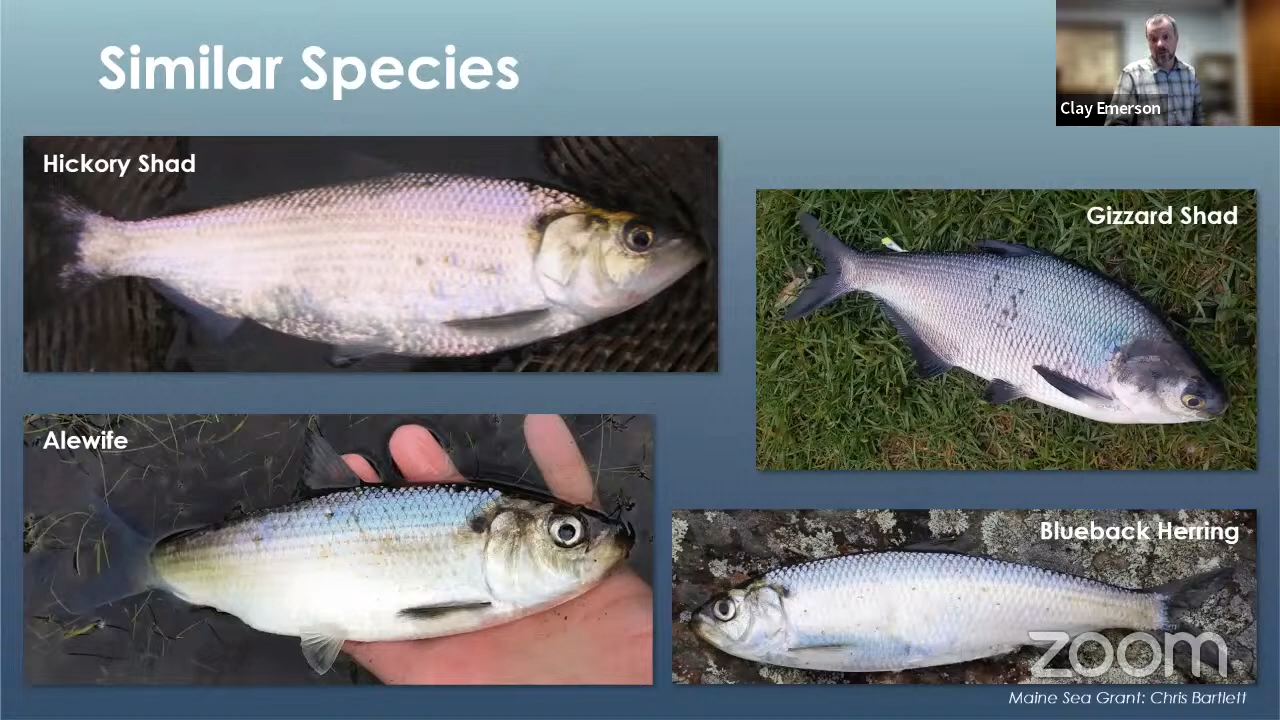 Similar Species
Clay Emerson
Hickory Shad
Gizzard Shad
Alewife
Blueback Herring
zoom
Maine Sea Grant: Chris Bartlett